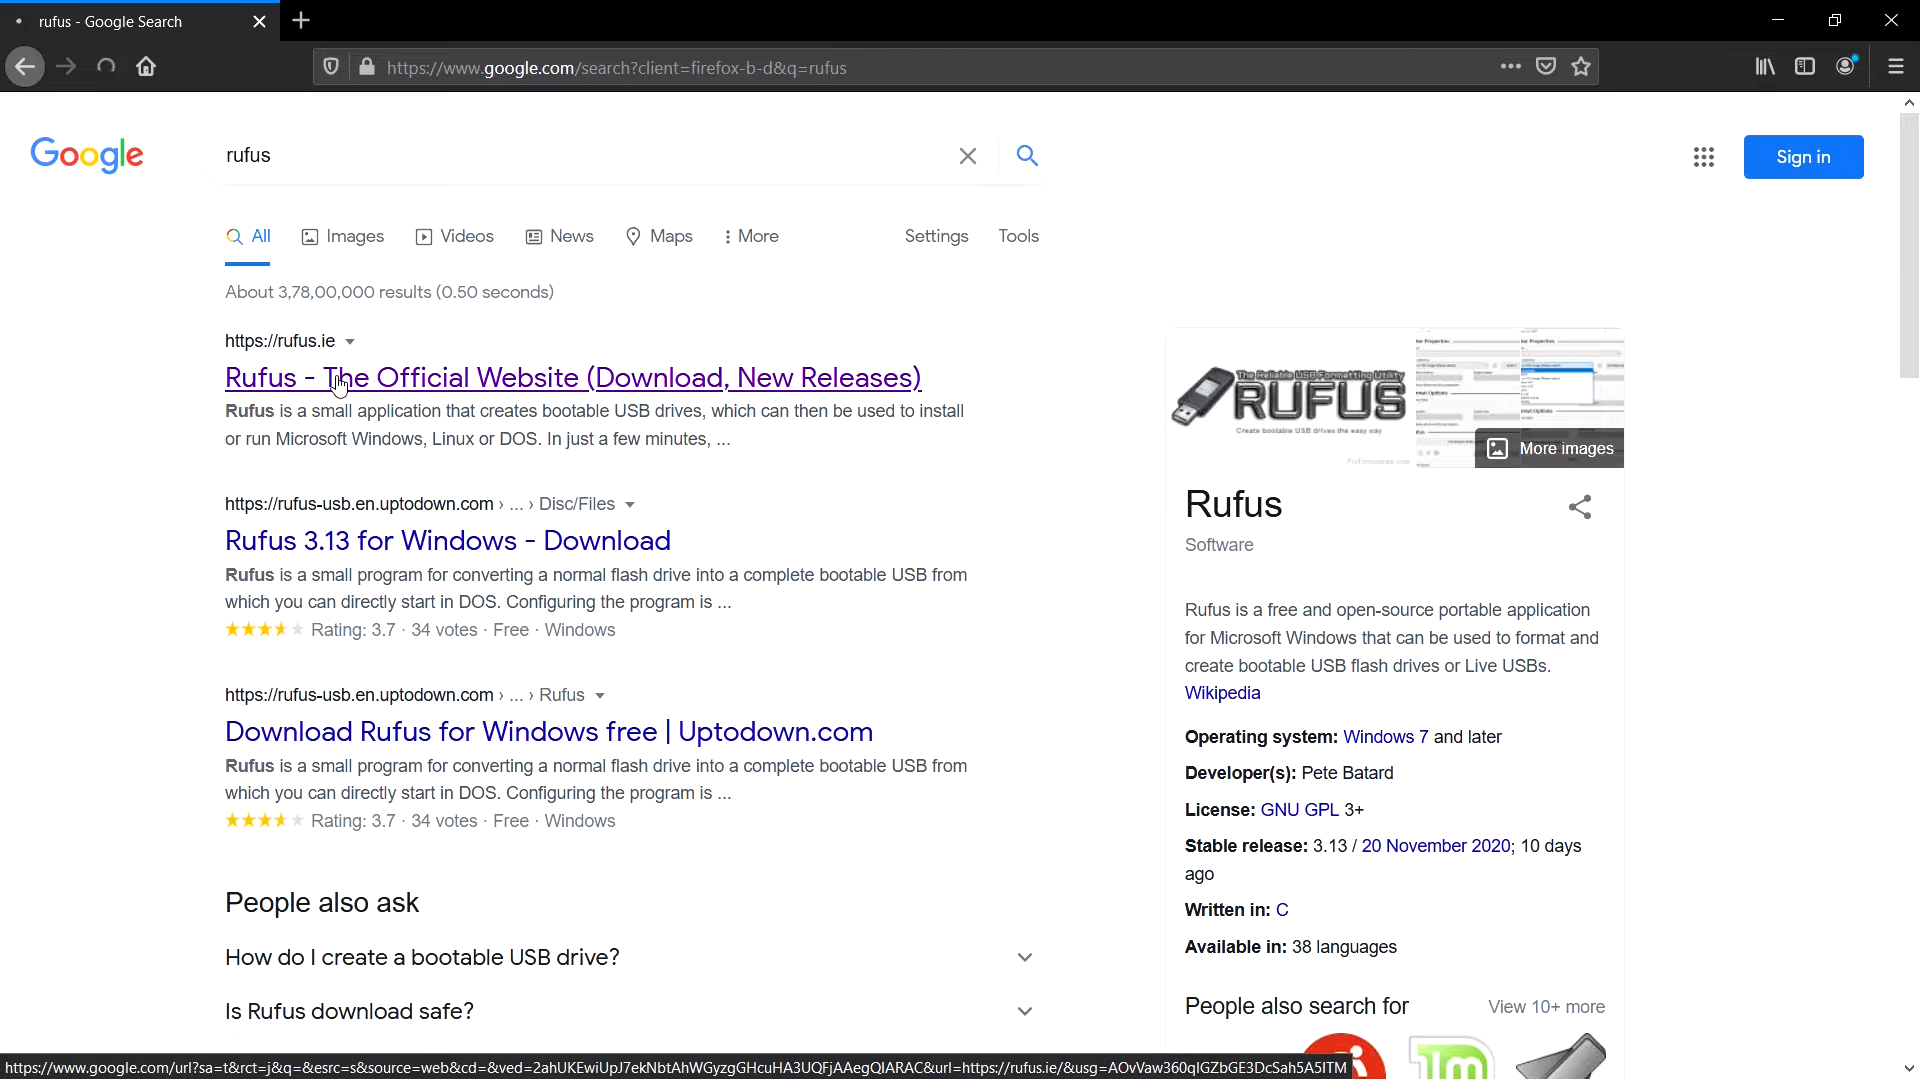 rufus - Google Search
https://www.google.com/search?client=firefox-b-d&q=rufus
Google
rufus
Sign in
All Images Videos News Maps More Settings Tools
About 3,78,00,000 results (0.50 seconds)
https://rufus.ie
Rufus - The Official Website (Download, New Releases)
Rufus is a small application that creates bootable USB drives, which can then be used to install
or run Microsoft Windows, Linux or DOS. In just a few minutes, ...
https://rufus-usb.en.uptodown.com › ... › Disc/Files
Rufus 3.13 for Windows - Download
Rufus is a small program for converting a normal flash drive into a complete bootable USB from
which you can directly start in DOS. Configuring the program is ...
Rating: 3.7 · 34 votes · Free · Windows
https://rufus-usb.en.uptodown.com › ... › Rufus
Download Rufus for Windows free | Uptodown.com
Rufus is a small program for converting a normal flash drive into a complete bootable USB from
which you can directly start in DOS. Configuring the program is ...
Rating: 3.7 · 34 votes · Free · Windows
People also ask
How do I create a bootable USB drive?
Is Rufus download safe?
The Reliable USB Formatting Utility
RUFUS
Create bootable USB drives the easy way
More images
Rufus
Software
Rufus is a free and open-source portable application
for Microsoft Windows that can be used to format and
create bootable USB flash drives or Live USBs.
Wikipedia
Operating system: Windows 7 and later
Developer(s): Pete Batard
License: GNU GPL 3+
Stable release: 3.13 / 20 November 2020; 10 days
ago
Written in: C
Available in: 38 languages
People also search for View 10+ more
https://www.google.com/url?sa=t&rct=j&q=&esrc=s&source=web&cd=&ved=2ahUKEwiUpJ7ekNbtAhWGyzgGHcuHA3UQFjAAegQIARAC&url=https://rufus.ie/&usg=AOvVaw360qIGZbGE3DcSah5A5ITM